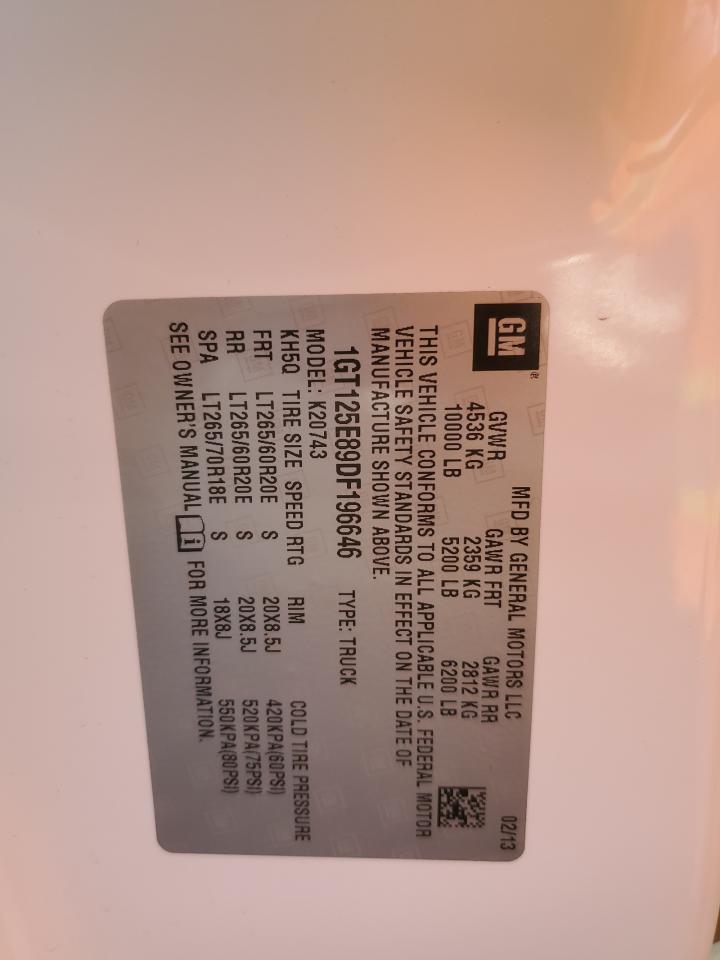 GM
MFD BY GENERAL MOTORS LLC 02/13
GVWR GAWR FRT GAWR RR
4536 KG 2359 KG 2812 KG
10000 LB 5200 LB 6200 LB
THIS VEHICLE CONFORMS TO ALL APPLICABLE U.S. FEDERAL MOTOR
VEHICLE SAFETY STANDARDS IN EFFECT ON THE DATE OF
MANUFACTURE SHOWN ABOVE.
1GT125E89DF196646 TYPE: TRUCK
MODEL: K20743
KH5Q TIRE SIZE SPEED RTG RIM COLD TIRE PRESSURE
FRT LT265/60R20E S 20X8.5J 420KPA(60PSI)
RR LT265/60R20E S 20X8.5J 520KPA(75PSI)
SPA LT265/70R18E S 18X8J 550KPA(80PSI)
SEE OWNER'S MANUAL i FOR MORE INFORMATION.